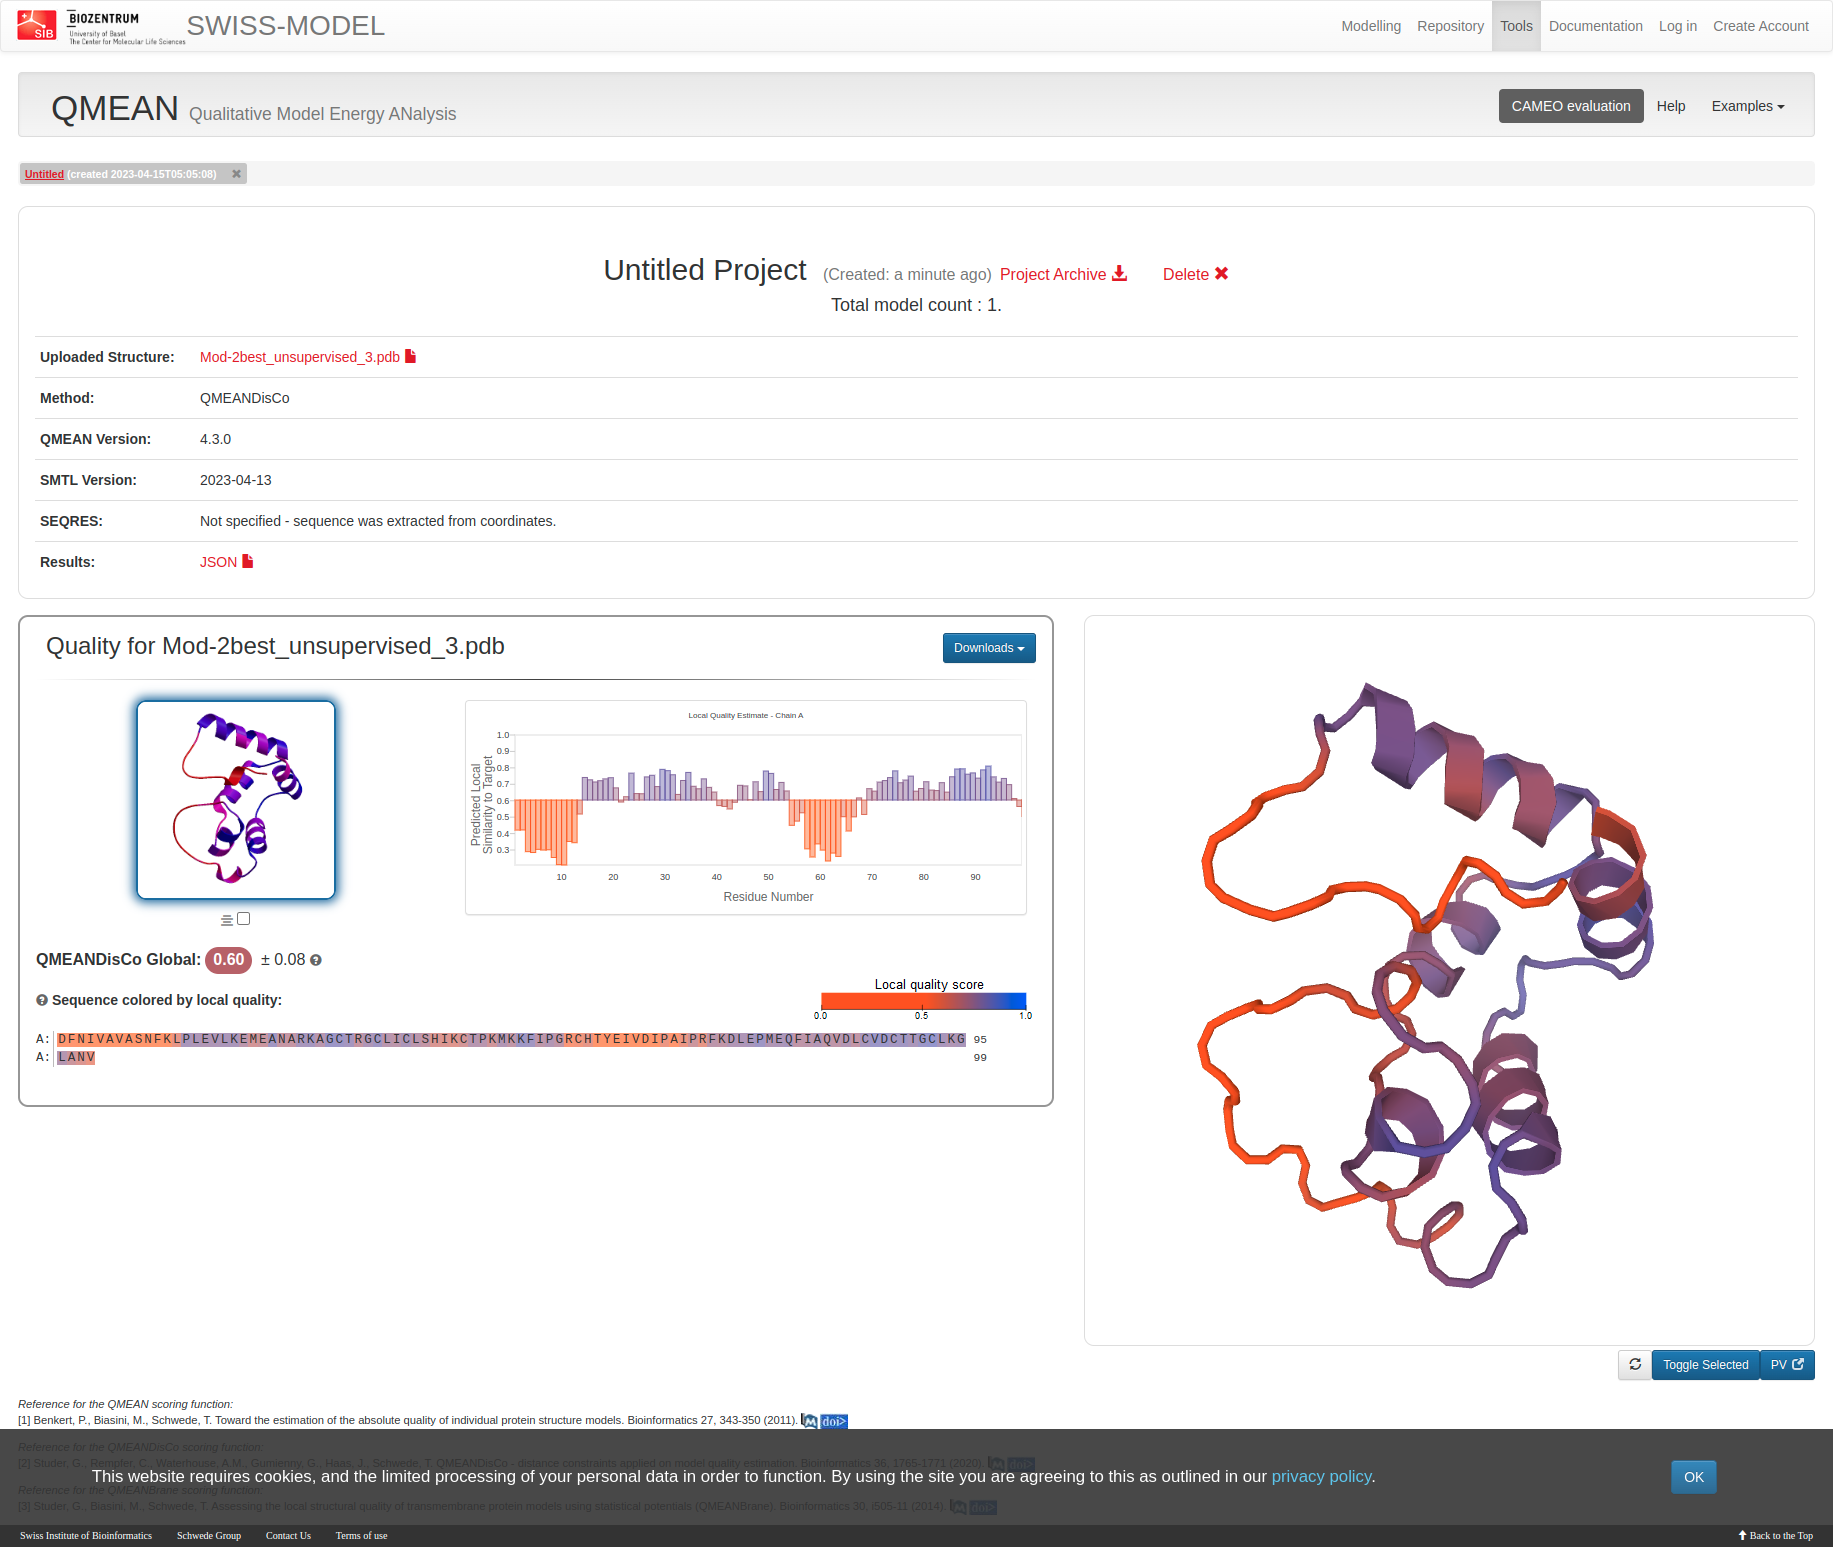 SIB
BIOZENTRUM
University of Basel
The Center for Molecular Life Sciences
SWISS-MODEL
Modelling Repository Tools Documentation Log in Create Account
QMEAN Qualitative Model Energy ANalysis
CAMEO evaluation Help Examples
Untitled (created 2023-04-15T05:05:08) ✖
Untitled Project (Created: a minute ago) Project Archive Delete ✖
Total model count : 1.
Uploaded Structure: Mod-2best_unsupervised_3.pdb
Method: QMEANDisCo
QMEAN Version: 4.3.0
SMTL Version: 2023-04-13
SEQRES: Not specified - sequence was extracted from coordinates.
Results: JSON
Quality for Mod-2best_unsupervised_3.pdb
Downloads
Local Quality Estimate - Chain A
Predicted Local
Similarity to Target
1.0
0.9
0.8
0.7
0.6
0.5
0.4
0.3
10 20 30 40 50 60 70 80 90
Residue Number
QMEANDisCo Global: 0.60 ± 0.08 ?
? Sequence colored by local quality:
Local quality score
0.0 0.5 1.0
A: DFNIVAVASNFKLPLEVLKEMEANARKAGCTRGCLICLSHIKCTPKMKKFIPGRCHTYEIVDIPAIPRFKDLEPMEQFIAQVDLCVDCTTGCLKG 95
A: LANV 99
Toggle Selected PV
Reference for the QMEAN scoring function:
[1] Benkert, P., Biasini, M., Schwede, T. Toward the estimation of the absolute quality of individual protein structure models. Bioinformatics 27, 343-350 (2011). M doi>
Reference for the QMEANDisCo scoring function:
[2] Studer, G., Rempfer, C., Waterhouse, A.M., Gumienny, G., Haas, J., Schwede, T. QMEANDisCo - distance constraints applied on model quality estimation. Bioinformatics 36, 1765-1771 (2020). M doi>
This website requires cookies, and the limited processing of your personal data in order to function. By using the site you are agreeing to this as outlined in our privacy policy.
OK
Reference for the QMEANBrane scoring function:
[3] Studer, G., Biasini, M., Schwede, T. Assessing the local structural quality of transmembrane protein models using statistical potentials (QMEANBrane). Bioinformatics 30, i505-11 (2014). M doi>
Swiss Institute of Bioinformatics Schwede Group Contact Us Terms of use Back to the Top